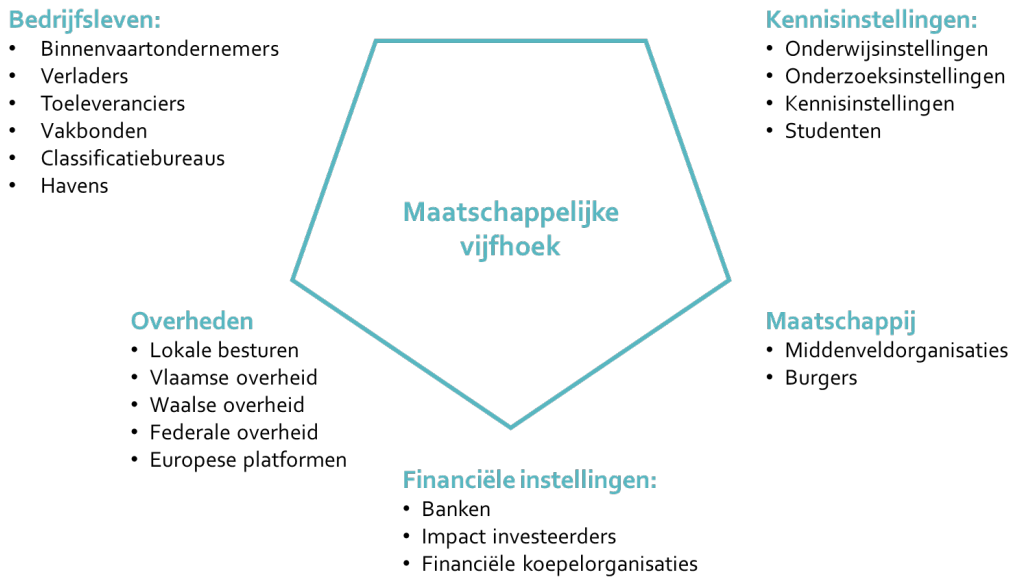 Bedrijfsleven:
• Binnenvaartondernemers
• Verladers
• Toeleveranciers
• Vakbonden
• Classificatiebureaus
• Havens
Kennisinstellingen:
• Onderwijsinstellingen
• Onderzoeksinstellingen
• Kennisinstellingen
• Studenten
Maatschappelijke
vijfhoek
Overheden
• Lokale besturen
• Vlaamse overheid
• Waalse overheid
• Federale overheid
• Europese platformen
Maatschappij
• Middenveldorganisaties
• Burgers
Financiële instellingen:
• Banken
• Impact investeerders
• Financiële koepelorganisaties